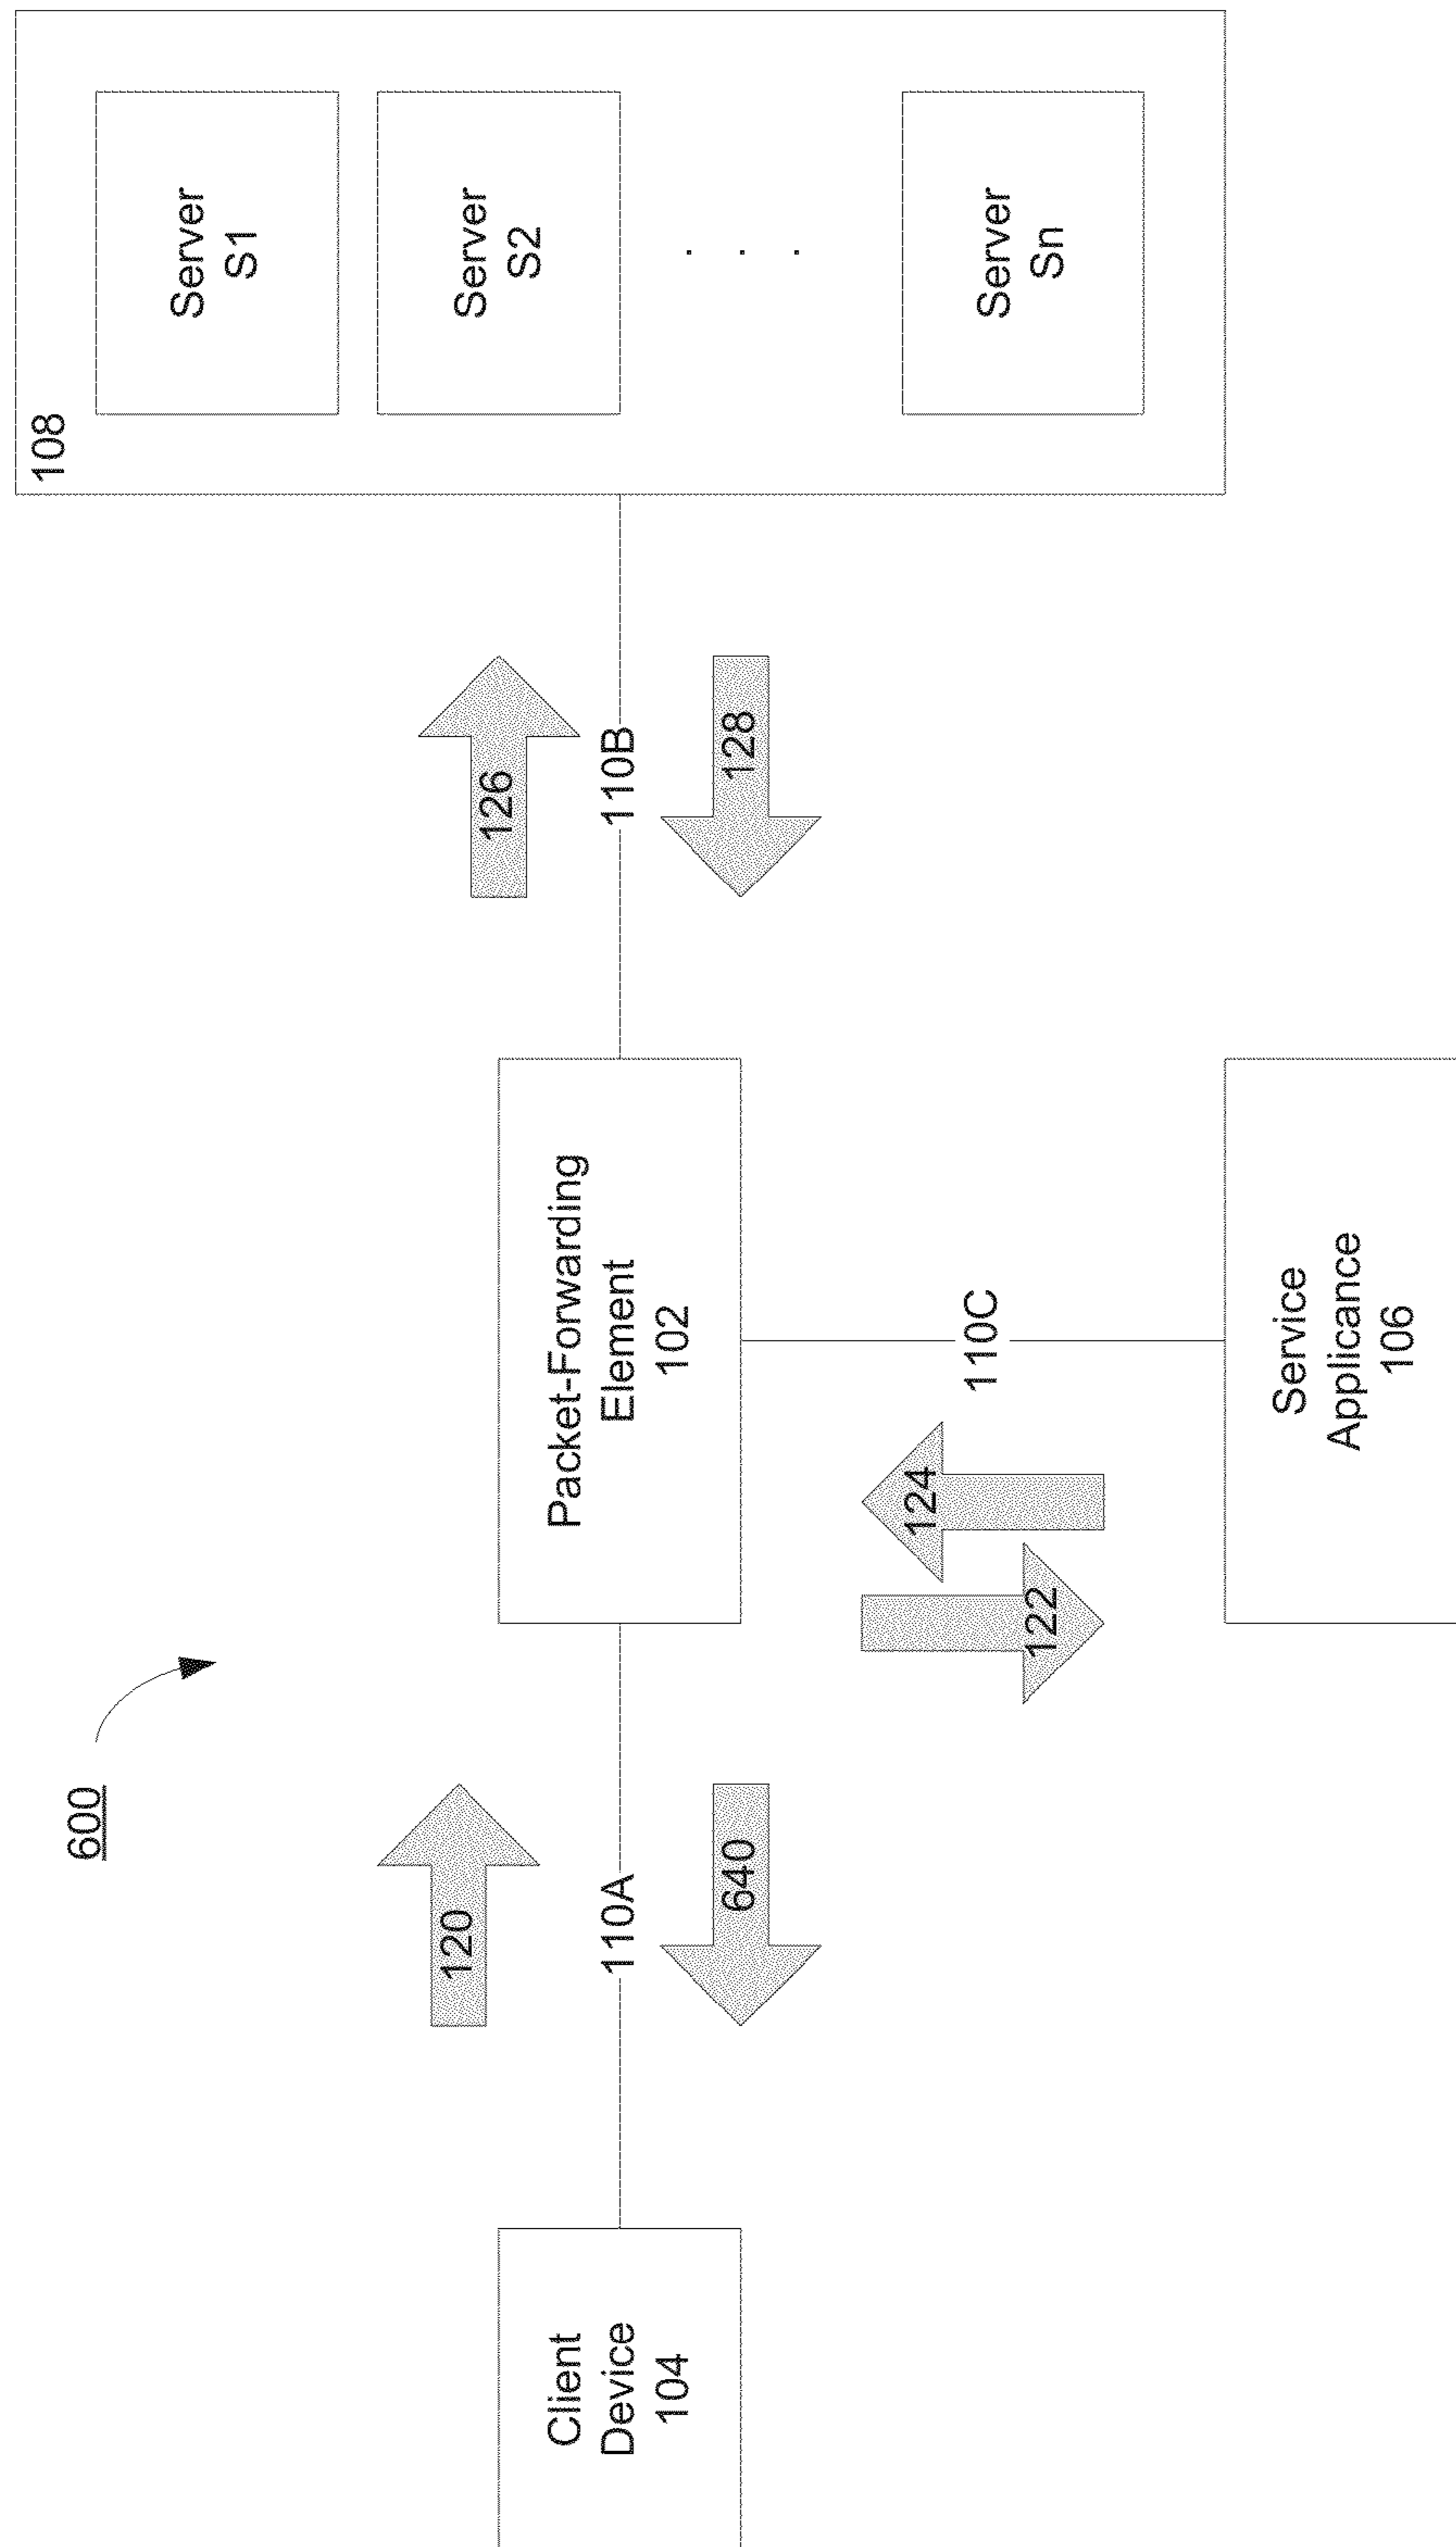 600
Client
Device
104
120
110A
640
Packet-Forwarding
Element
102
122
124
110C
Service
Applicance
106
126
110B
128
108
Server
S1
Server
S2
. . .
Server
Sn